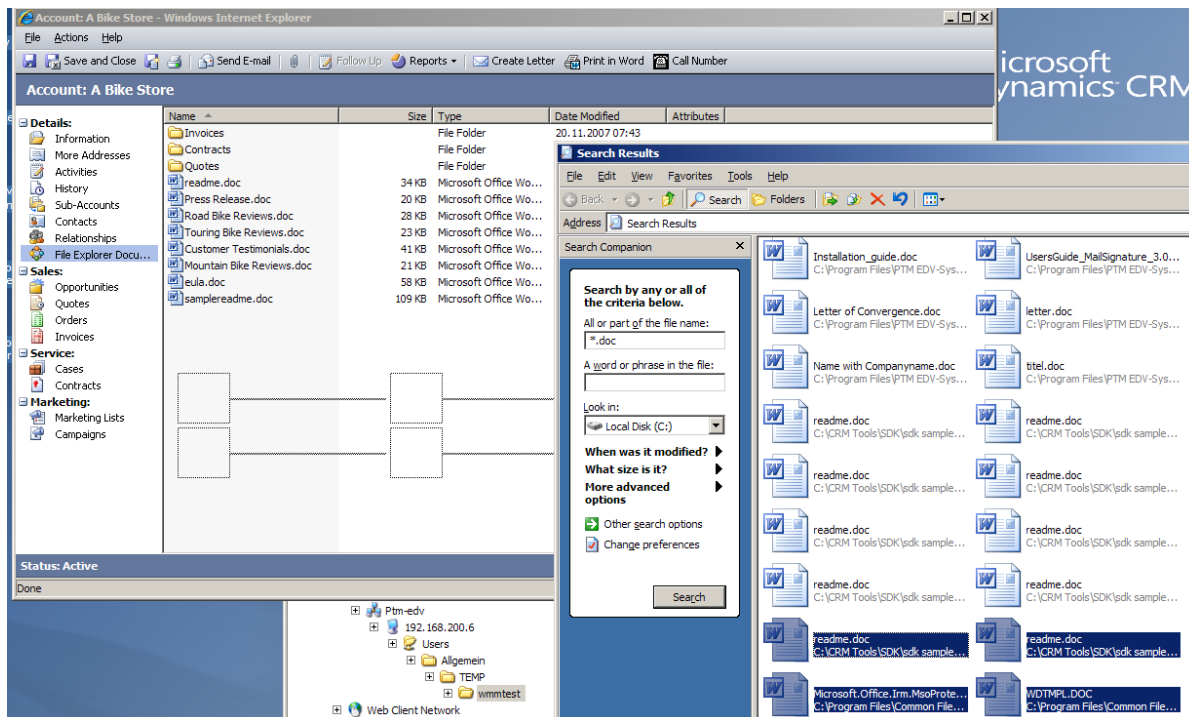 Account: A Bike Store - Windows Internet Explorer
File Actions Help
Save and Close Send E-mail Follow Up Reports Create Letter Print in Word Call Number
icrosoft
ynamics CRM
Account: A Bike Store
Details:
Information
More Addresses
Activities
History
Sub-Accounts
Contacts
Relationships
File Explorer Docu...
Sales:
Opportunities
Quotes
Orders
Invoices
Service:
Cases
Contracts
Marketing:
Marketing Lists
Campaigns
Name Size Type Date Modified Attributes
Invoices File Folder 20.11.2007 07:43
Contracts File Folder
Quotes File Folder
readme.doc 34 KB Microsoft Office Wo...
Press Release.doc 20 KB Microsoft Office Wo...
Road Bike Reviews.doc 28 KB Microsoft Office Wo...
Touring Bike Reviews.doc 23 KB Microsoft Office Wo...
Customer Testimonials.doc 41 KB Microsoft Office Wo...
Mountain Bike Reviews.doc 21 KB Microsoft Office Wo...
eula.doc 58 KB Microsoft Office Wo...
samplereadme.doc 109 KB Microsoft Office Wo...
Status: Active
Done
Ptm-edv
192.168.200.6
Users
Allgemein
TEMP
wmmtest
Web Client Network
Search Results
File Edit View Favorites Tools Help
Back Search Folders
Address Search Results
Search Companion
Search by any or all of
the criteria below.
All or part of the file name:
*.doc
A word or phrase in the file:
Look in:
Local Disk (C:)
When was it modified?
What size is it?
More advanced
options
Other search options
Change preferences
Search
Installation_guide.doc
C:\Program Files\PTM EDV-Sys...
UsersGuide_MailSignature_3.0...
C:\Program Files\PTM EDV-Sys...
Letter of Convergence.doc
C:\Program Files\PTM EDV-Sys...
letter.doc
C:\Program Files\PTM EDV-Sys...
Name with Companyname.doc
C:\Program Files\PTM EDV-Sys...
titel.doc
C:\Program Files\PTM EDV-Sys...
readme.doc
C:\CRM Tools\SDK\sdk sample...
readme.doc
C:\CRM Tools\SDK\sdk sample...
readme.doc
C:\CRM Tools\SDK\sdk sample...
readme.doc
C:\CRM Tools\SDK\sdk sample...
readme.doc
C:\CRM Tools\SDK\sdk sample...
readme.doc
C:\CRM Tools\SDK\sdk sample...
readme.doc
C:\CRM Tools\SDK\sdk sample...
readme.doc
C:\CRM Tools\SDK\sdk sample...
readme.doc
C:\CRM Tools\SDK\sdk sample...
readme.doc
C:\CRM Tools\SDK\sdk sample...
Microsoft.Office.Irm.MsoProte...
C:\Program Files\Common File...
WDTMPL.DOC
C:\Program Files\Common File...